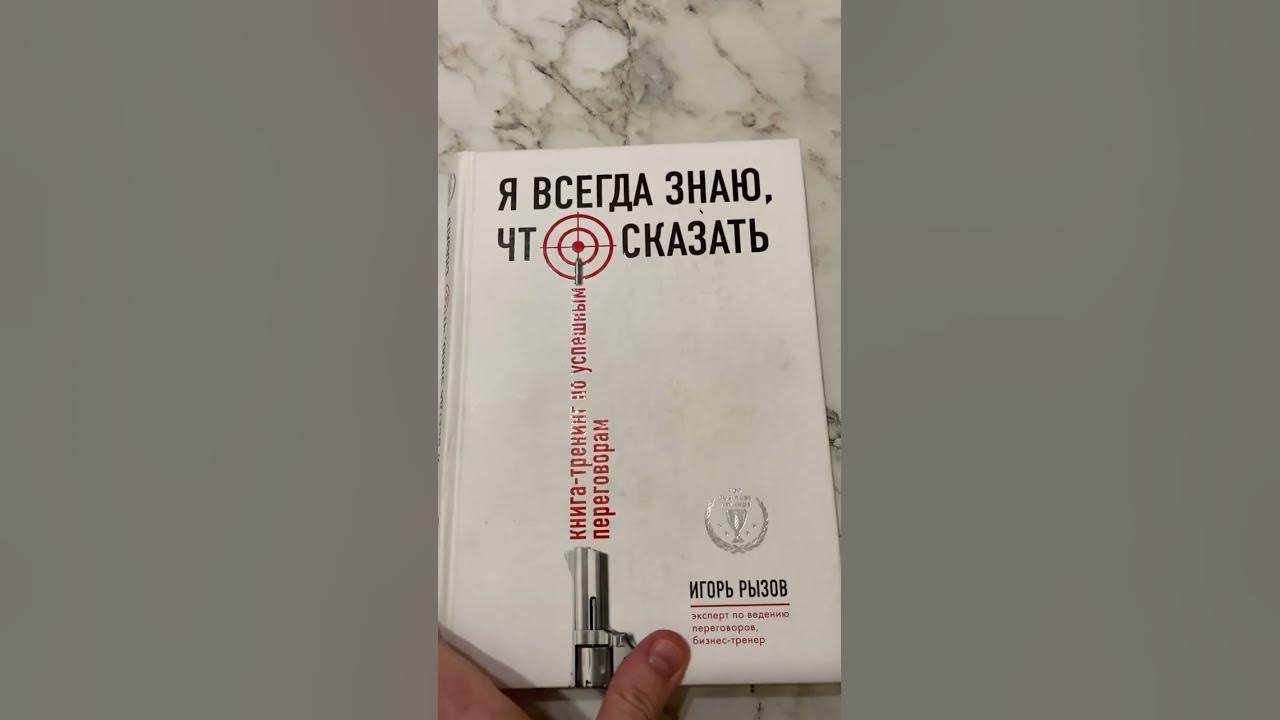 Я ВСЕГДА ЗНАЮ,
ЧТ СКАЗАТЬ
книга-тренинг по успешным
переговорам
ИГОРЬ РЫЗОВ
эксперт по ведению
переговоров,
бизнес-тренер